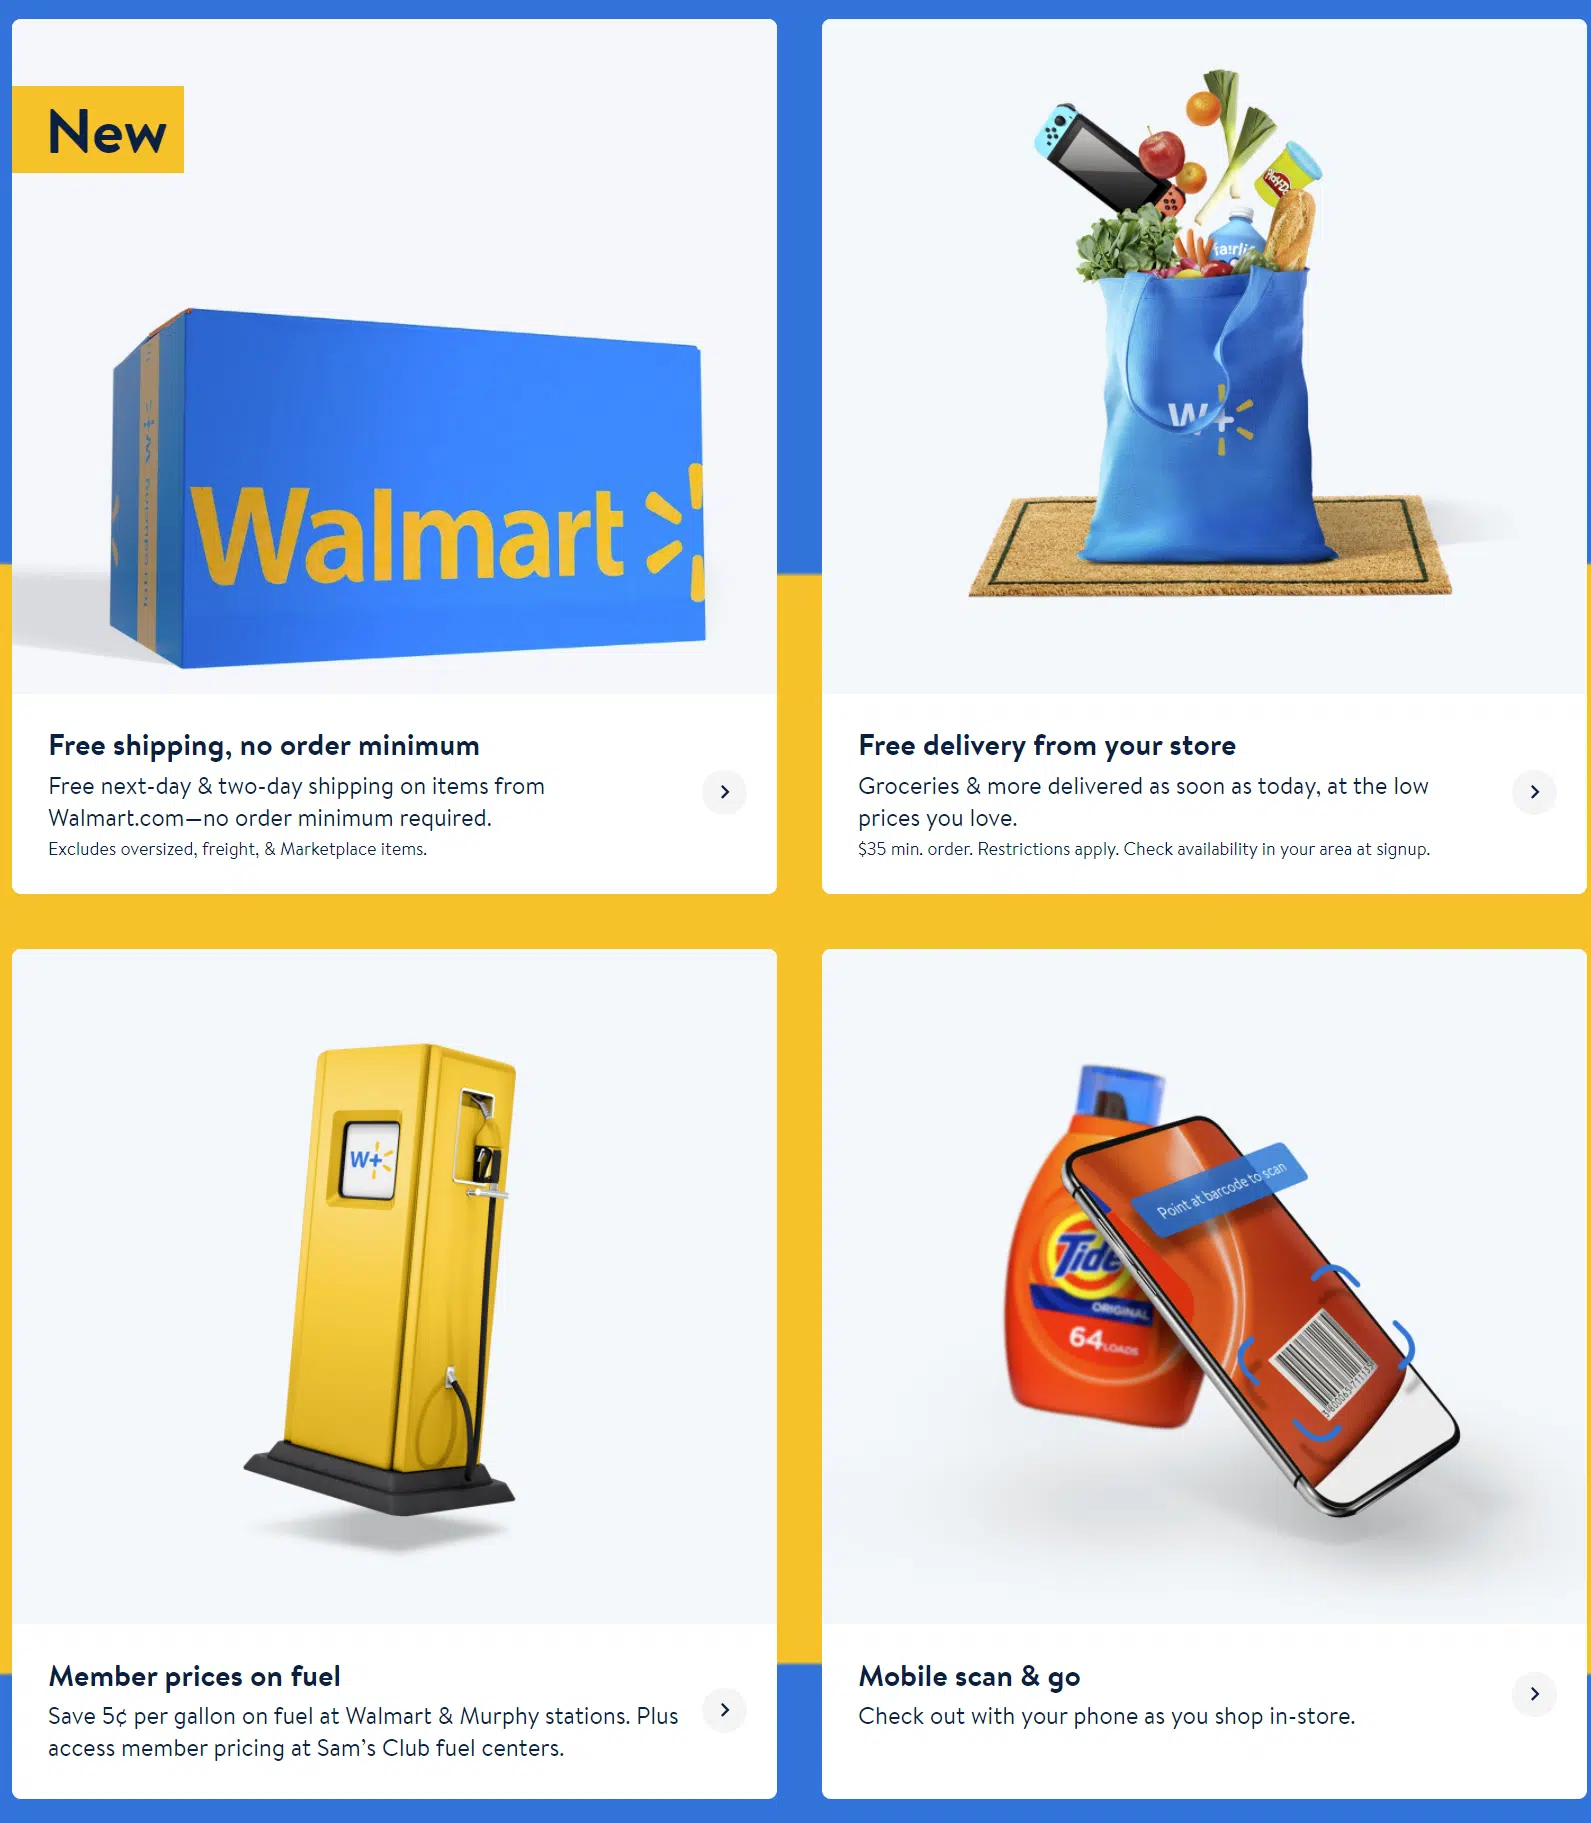 New
Walmart
W+
Free shipping, no order minimum
Free next-day & two-day shipping on items from
Walmart.com—no order minimum required.
Excludes oversized, freight, & Marketplace items.
Play-Do
fairli
W+
Free delivery from your store
Groceries & more delivered as soon as today, at the low
prices you love.
$35 min. order. Restrictions apply. Check availability in your area at signup.
W+
Member prices on fuel
Save 5¢ per gallon on fuel at Walmart & Murphy stations. Plus
access member pricing at Sam's Club fuel centers.
Point at barcode to scan
Tide
ORIGINAL
64 LOADS
Mobile scan & go
Check out with your phone as you shop in-store.